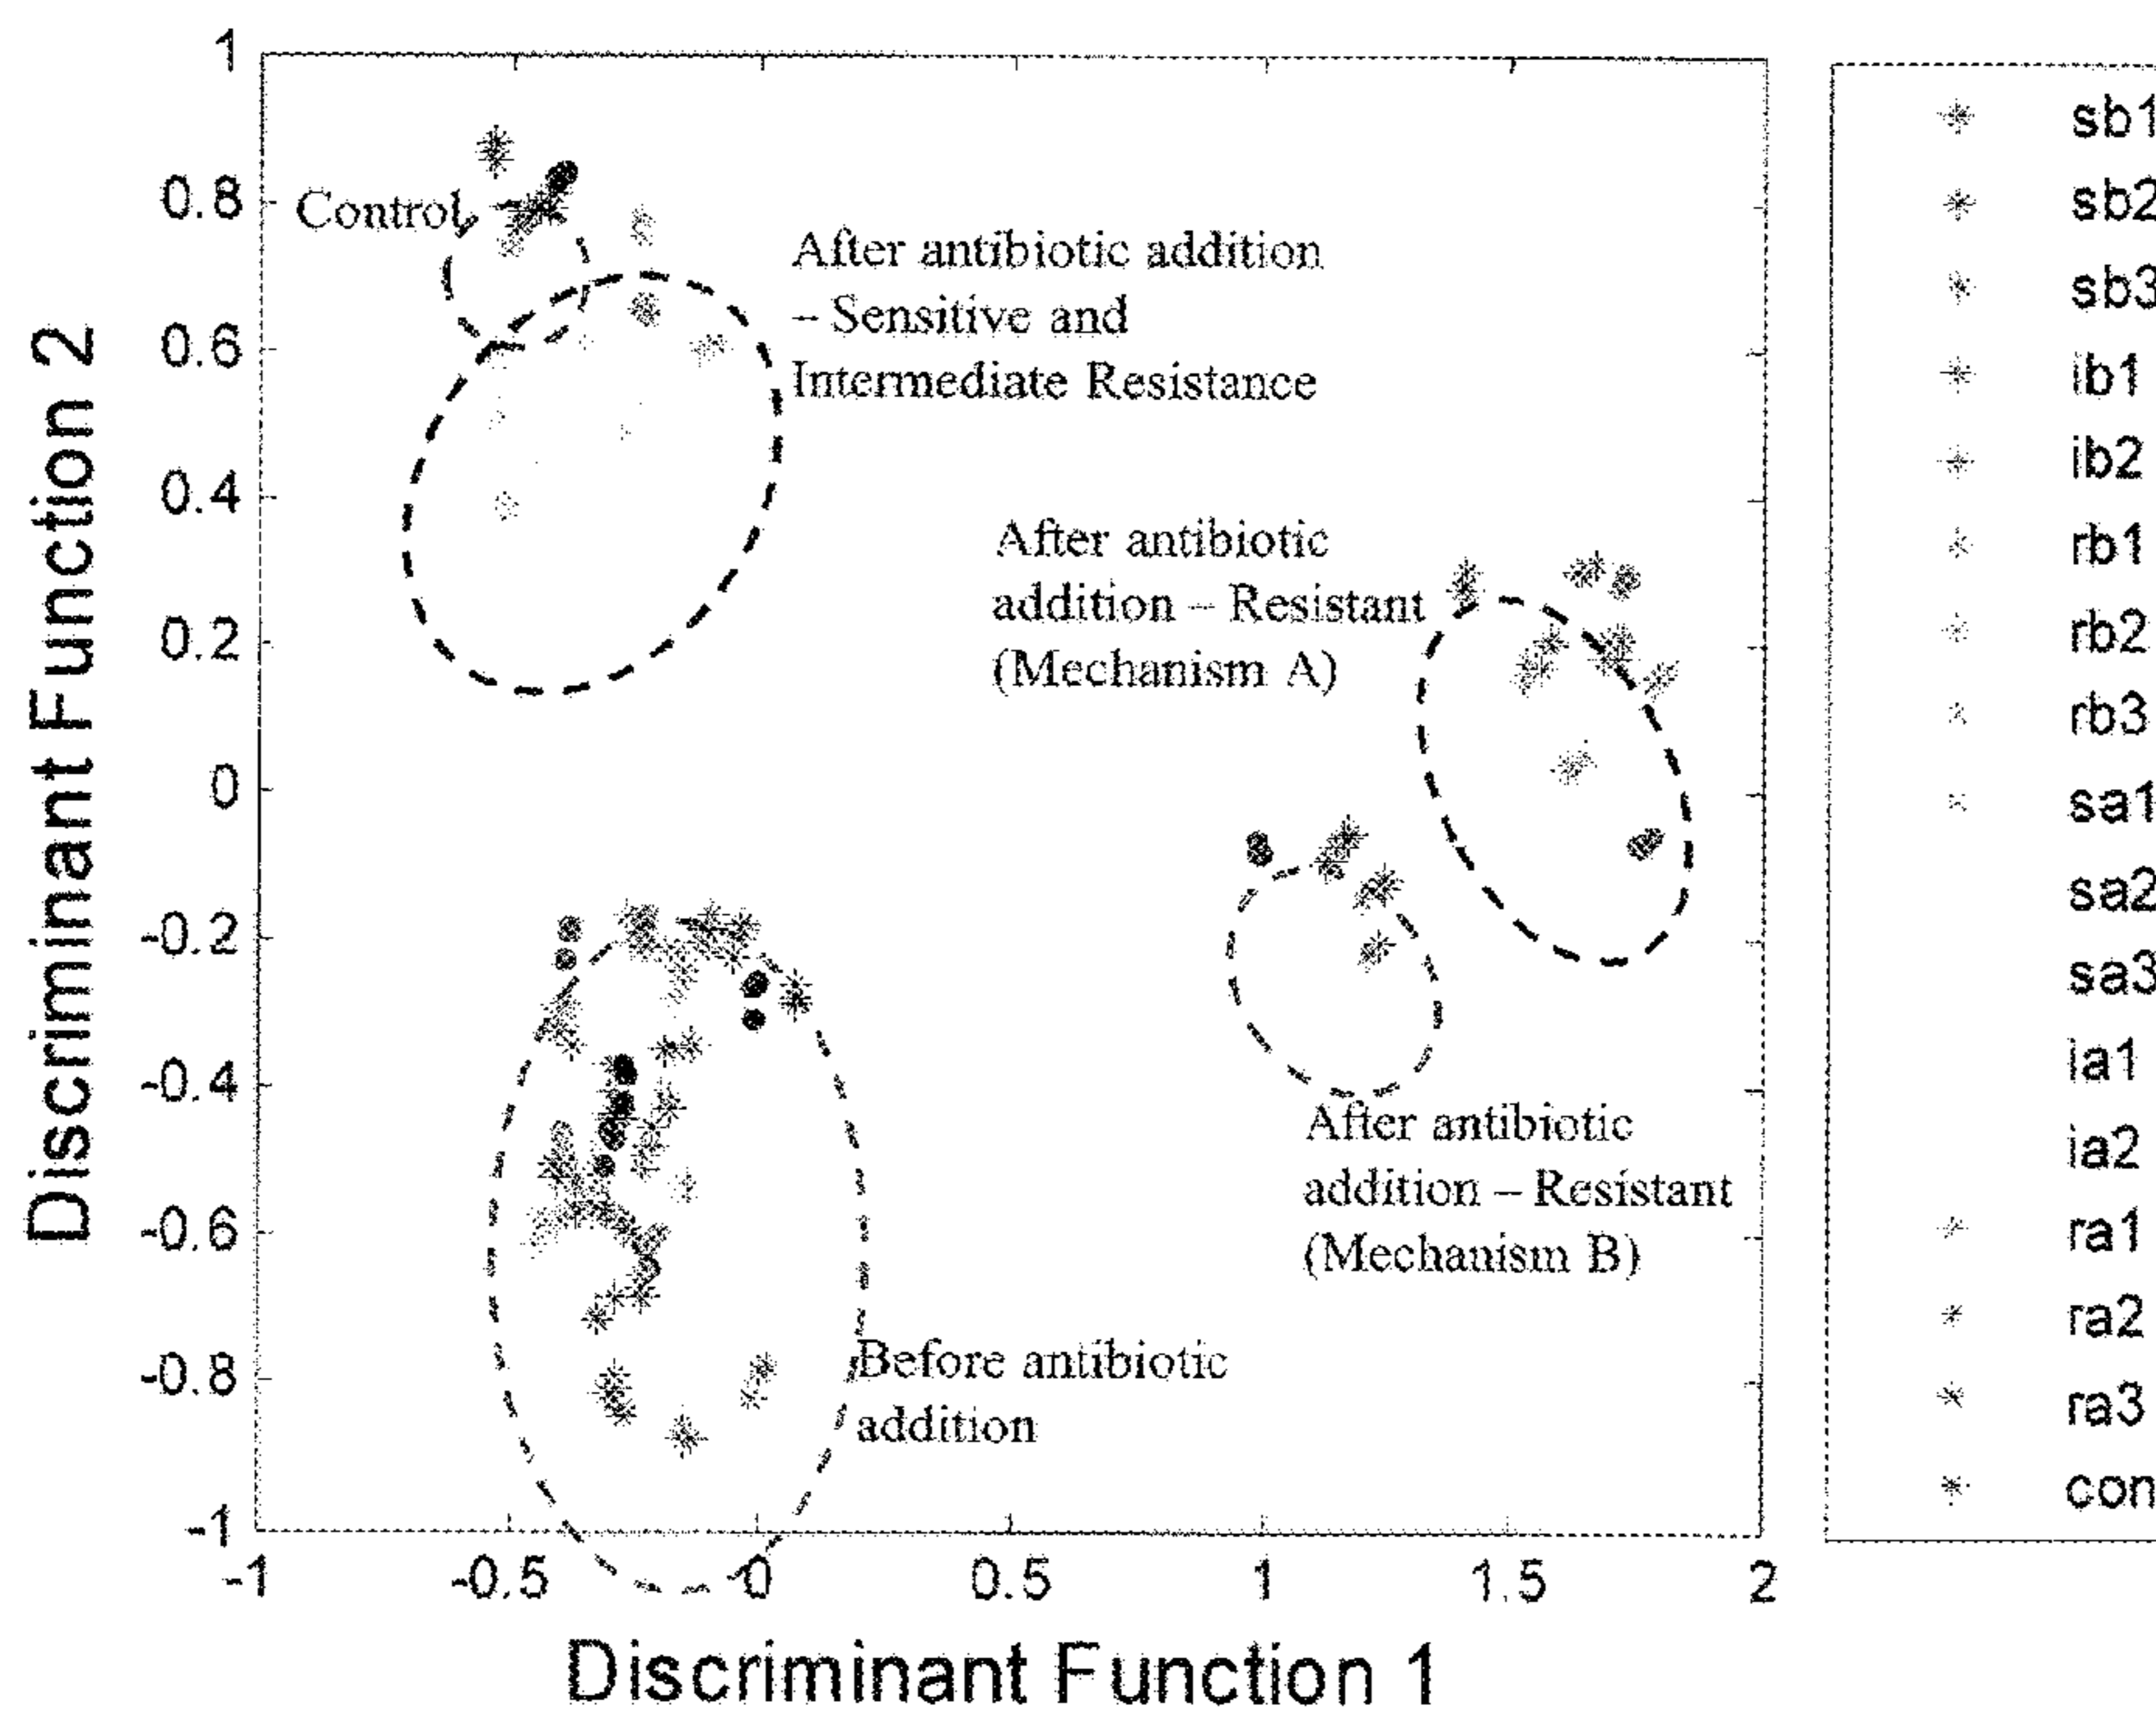 Discriminant Function 2
1
0.8
0.6
0.4
0.2
0
-0.2
-0.4
-0.6
-0.8
-1
-1
-0.5
0
0.5
1
1.5
2
Discriminant Function 1
Control
After antibiotic addition
– Sensitive and
Intermediate Resistance
After antibiotic
addition – Resistant
(Mechanism A)
After antibiotic
addition – Resistant
(Mechanism B)
Before antibiotic
addition
sb1
sb2
sb3
ib1
ib2
rb1
rb2
rb3
sa1
sa2
sa3
ia1
ia2
ra1
ra2
ra3
con